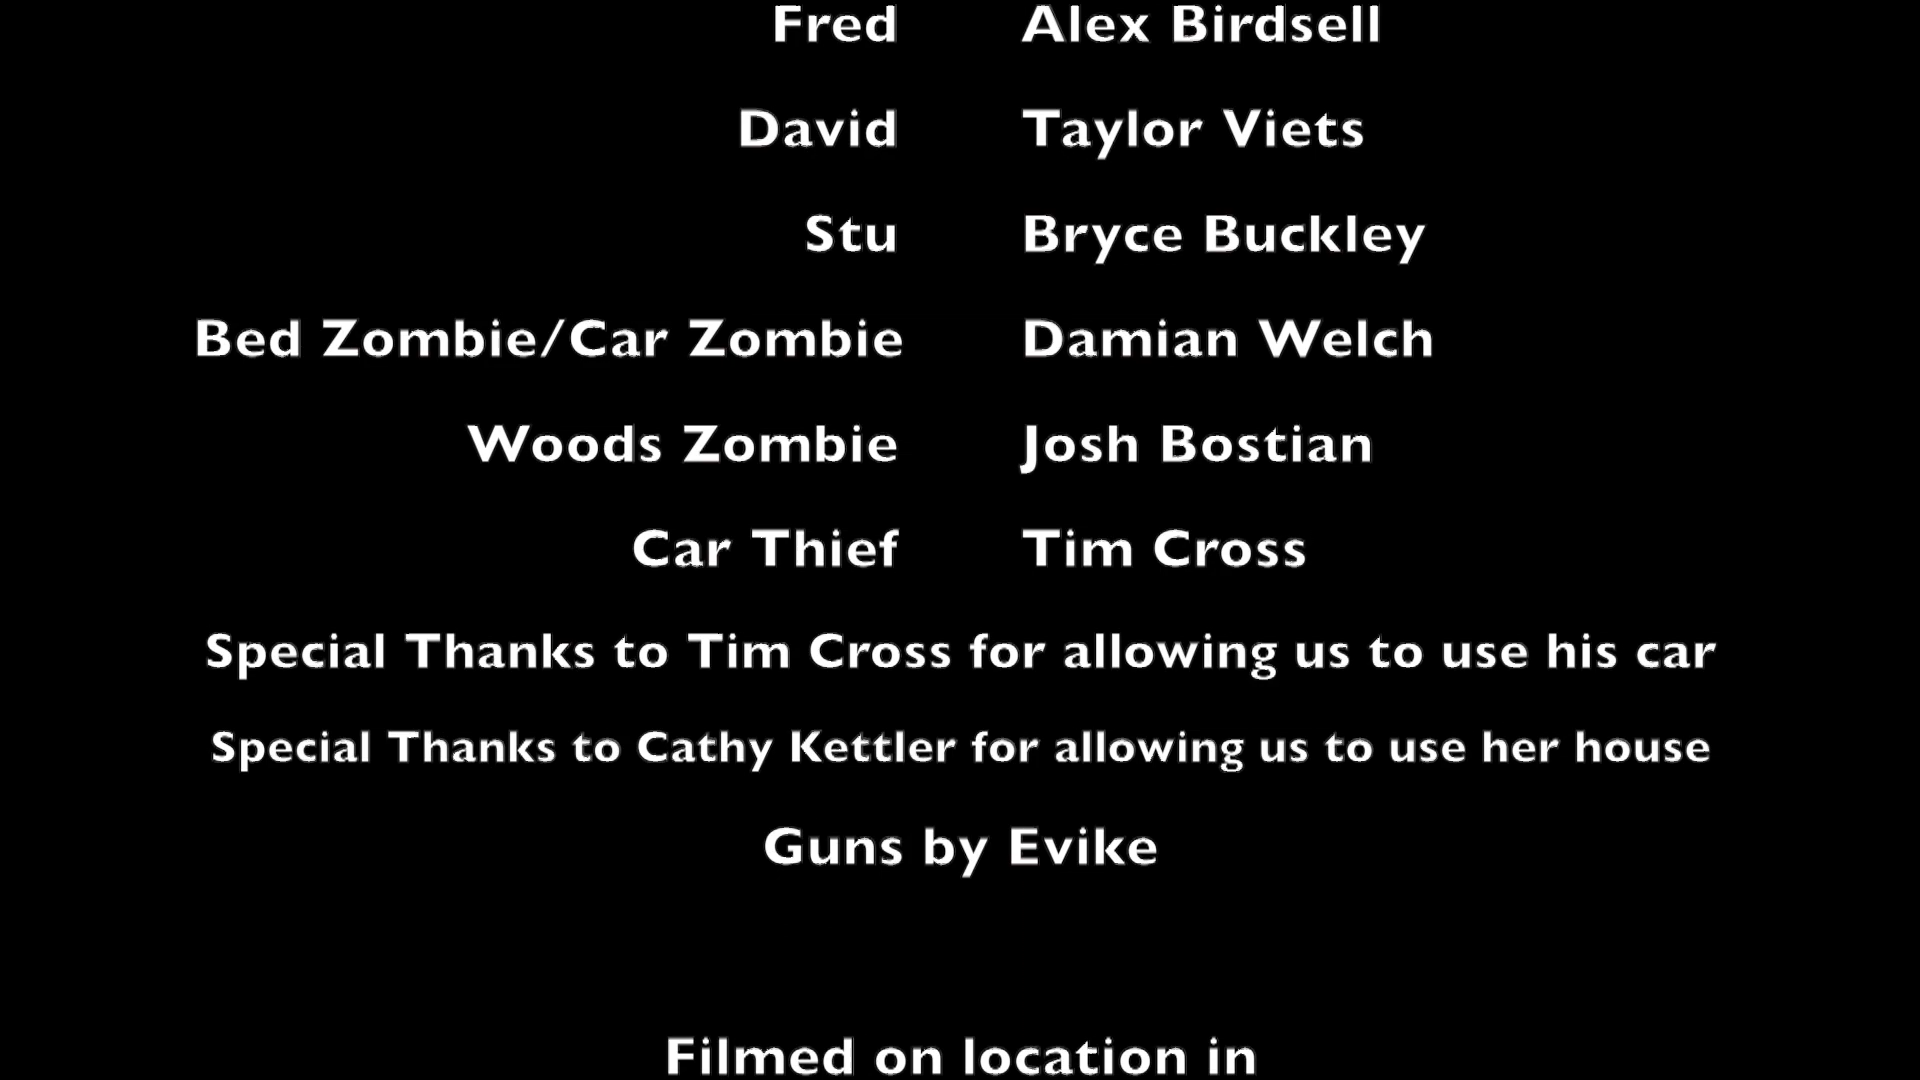 Fred Alex Birdsell
David Taylor Viets
Stu Bryce Buckley
Bed Zombie/Car Zombie Damian Welch
Woods Zombie Josh Bostian
Car Thief Tim Cross
Special Thanks to Tim Cross for allowing us to use his car
Special Thanks to Cathy Kettler for allowing us to use her house
Guns by Evike
Filmed on location in